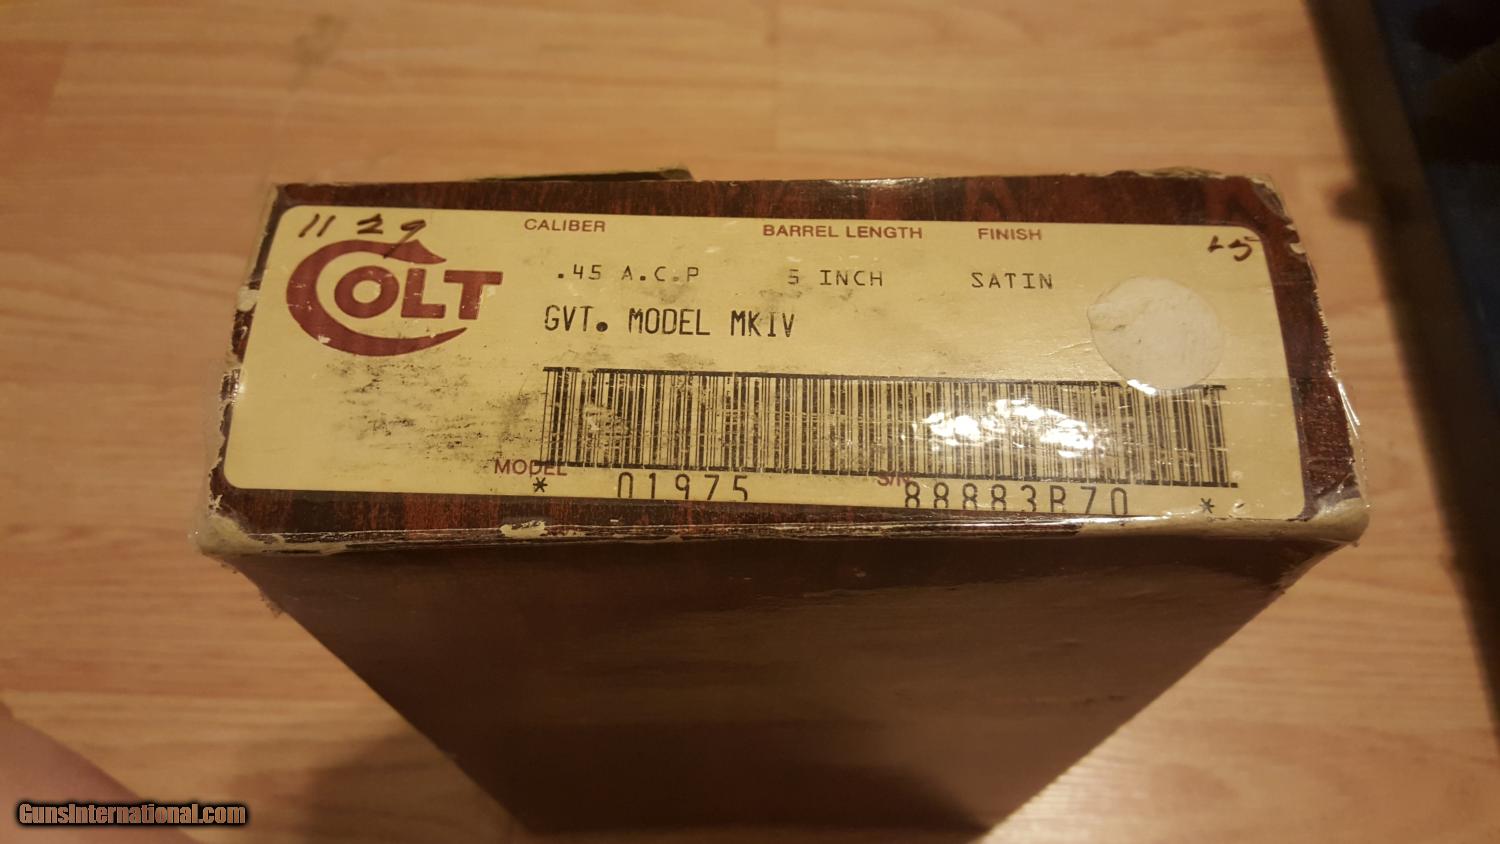 11 29
CALIBER BARREL LENGTH FINISH
COLT
.45 A.C.P 5 INCH SATIN
GVT. MODEL MKIV
MODEL S/N
* 01975 88883B70 *
GunsInternational.com